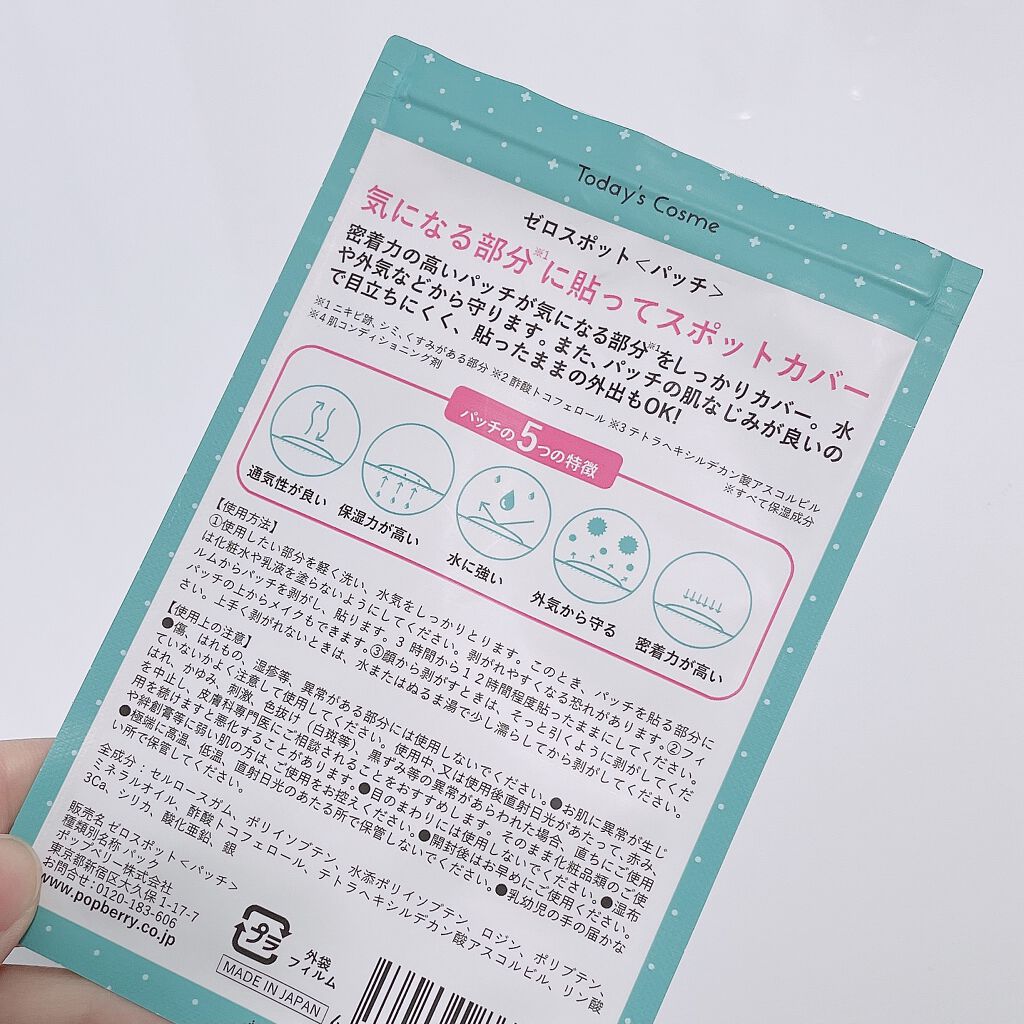 Today's Cosme
ゼロスポット＜パッチ＞
気になる部分※1に貼ってスポットカバー
密着力の高いパッチが気になる部分※1をしっかりカバー。水
や外気などから守ります。また、パッチの肌なじみが良いの
で目立ちにくく、貼ったままの外出もOK!
※1 ニキビ跡、シミ、くすみがある部分 ※2 酢酸トコフェロール ※3 テトラヘキシルデカン酸アスコルビル
※4 肌コンディショニング剤
※すべて保湿成分
パッチの5つの特徴
通気性が良い
保湿力が高い
水に強い
外気から守る
密着力が高い
【使用方法】
①使用したい部分を軽く洗い、水気をしっかりとります。このとき、パッチを貼る部分に
は化粧水や乳液を塗らないようにしてください。剥がれやすくなる恐れがあります。②フィ
ルムからパッチを剥がし、貼ります。3時間から12時間程度貼ったままにしてください。
パッチの上からメイクもできます。③顔から剥がすときは、そっと引くように剥がしてくだ
さい。上手く剥がれないときは、水またはぬるま湯で少し濡らしてから剥がしてください。
【使用上の注意】
●傷、はれもの、湿疹等、異常がある部分には使用しないでください。●お肌に異常が生じ
ていないかよく注意して使用してください。使用中、又は使用後直射日光があたって、赤み、
はれ、かゆみ、刺激、色抜け（白斑等）、黒ずみ等の異常があらわれた場合、直ちにご使用
を中止し、皮膚科専門医にご相談されることをおすすめします。そのまま化粧品類のご使
用を続けますと悪化することがあります。●目のまわりには使用しないでください。●湿布
や絆創膏等に弱い肌の方は、ご使用をお控えください。●開封後はお早めにご使用ください。
●極端に高温、低温、直射日光のあたる所で保管しないでください。●乳幼児の手の届かな
い所で保管してください。
全成分：セルロースガム、ポリイソブテン、水添ポリイソブテン、ロジン、ポリブテン、
ミネラルオイル、酢酸トコフェロール、テトラヘキシルデカン酸アスコルビル、リン酸
3Ca、シリカ、酸化亜鉛、銀
販売名 ゼロスポット＜パッチ＞
種類別名称 パック
ポップベリー株式会社
東京都新宿区大久保 1-17-7
お問合せ:0120-183-606
www.popberry.co.jp
プラ
外袋
フィルム
MADE IN JAPAN